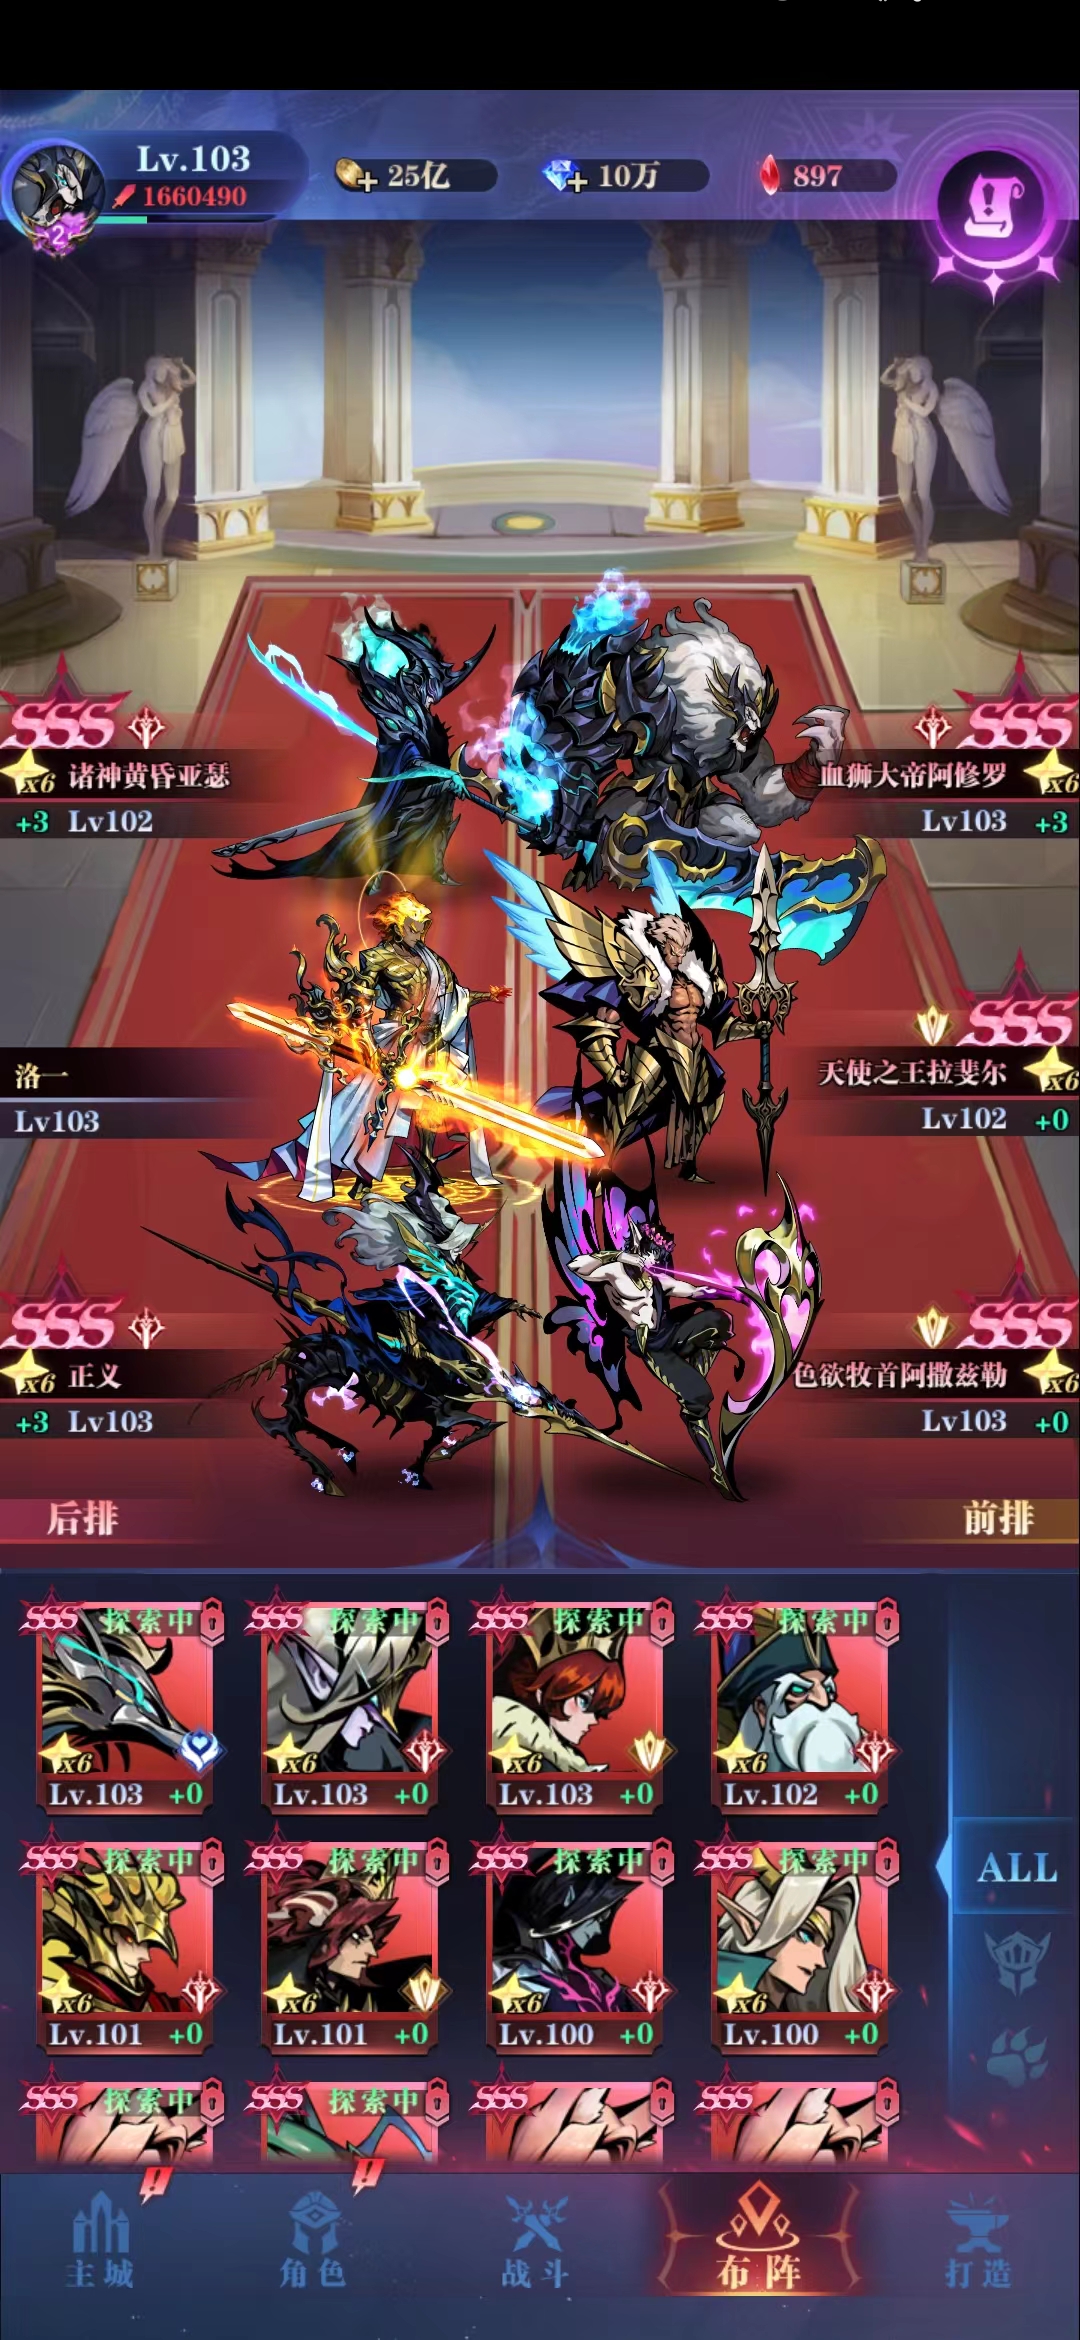 Lv.103
1660490
2
25亿
10万
897
SSS
SSS
x6 诸神黄昏亚瑟
血狮大帝阿修罗 x6
+3 Lv102
Lv103 +3
SSS
洛一
天使之王拉斐尔 x6
Lv103
Lv102 +0
SSS
SSS
x6 正义
色欲牧首阿撒兹勒 x6
+3 Lv103
Lv103 +0
后排
前排
SSS 探索中
SSS 探索中
SSS 探索中
SSS 探索中
x6
x6
x6
x6
Lv.103 +0
Lv.103 +0
Lv.103 +0
Lv.102 +0
SSS 探索中
SSS 探索中
SSS 探索中
SSS 探索中
ALL
x6
x6
x6
x6
Lv.101 +0
Lv.101 +0
Lv.100 +0
Lv.100 +0
SSS 探索中
SSS 探索中
SSS
SSS
主城
角色
战斗
布阵
打造